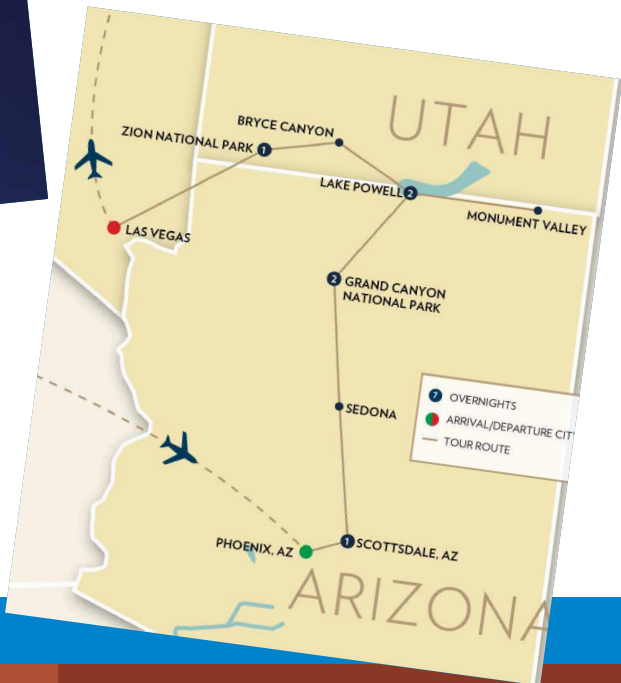 UTAH
BRYCE CANYON
ZION NATIONAL PARK 1
LAKE POWELL 2
MONUMENT VALLEY
LAS VEGAS
2 GRAND CANYON
NATIONAL PARK
7 OVERNIGHTS
SEDONA
ARRIVAL/DEPARTURE CIT
TOUR ROUTE
1 SCOTTSDALE, AZ
PHOENIX, AZ
ARIZONA